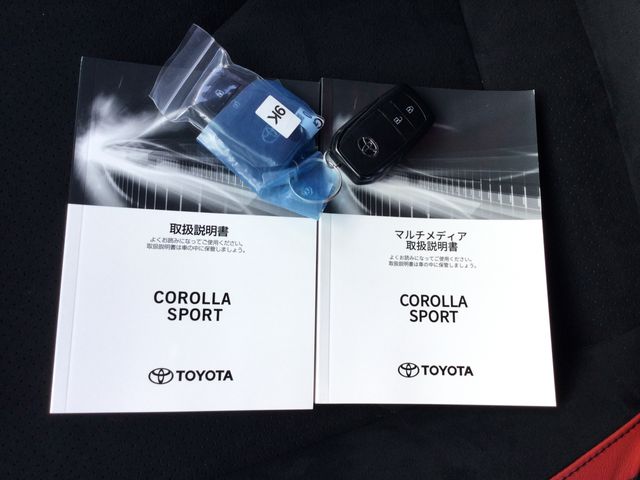 9K
取扱説明書
よくお読みになってご使用ください。
取扱説明書は車の中に保管しましょう。
COROLLA
SPORT
TOYOTA
マルチメディア
取扱説明書
よくお読みになってご使用ください。
取扱説明書は車の中に保管しましょう。
COROLLA
SPORT
TOYOTA